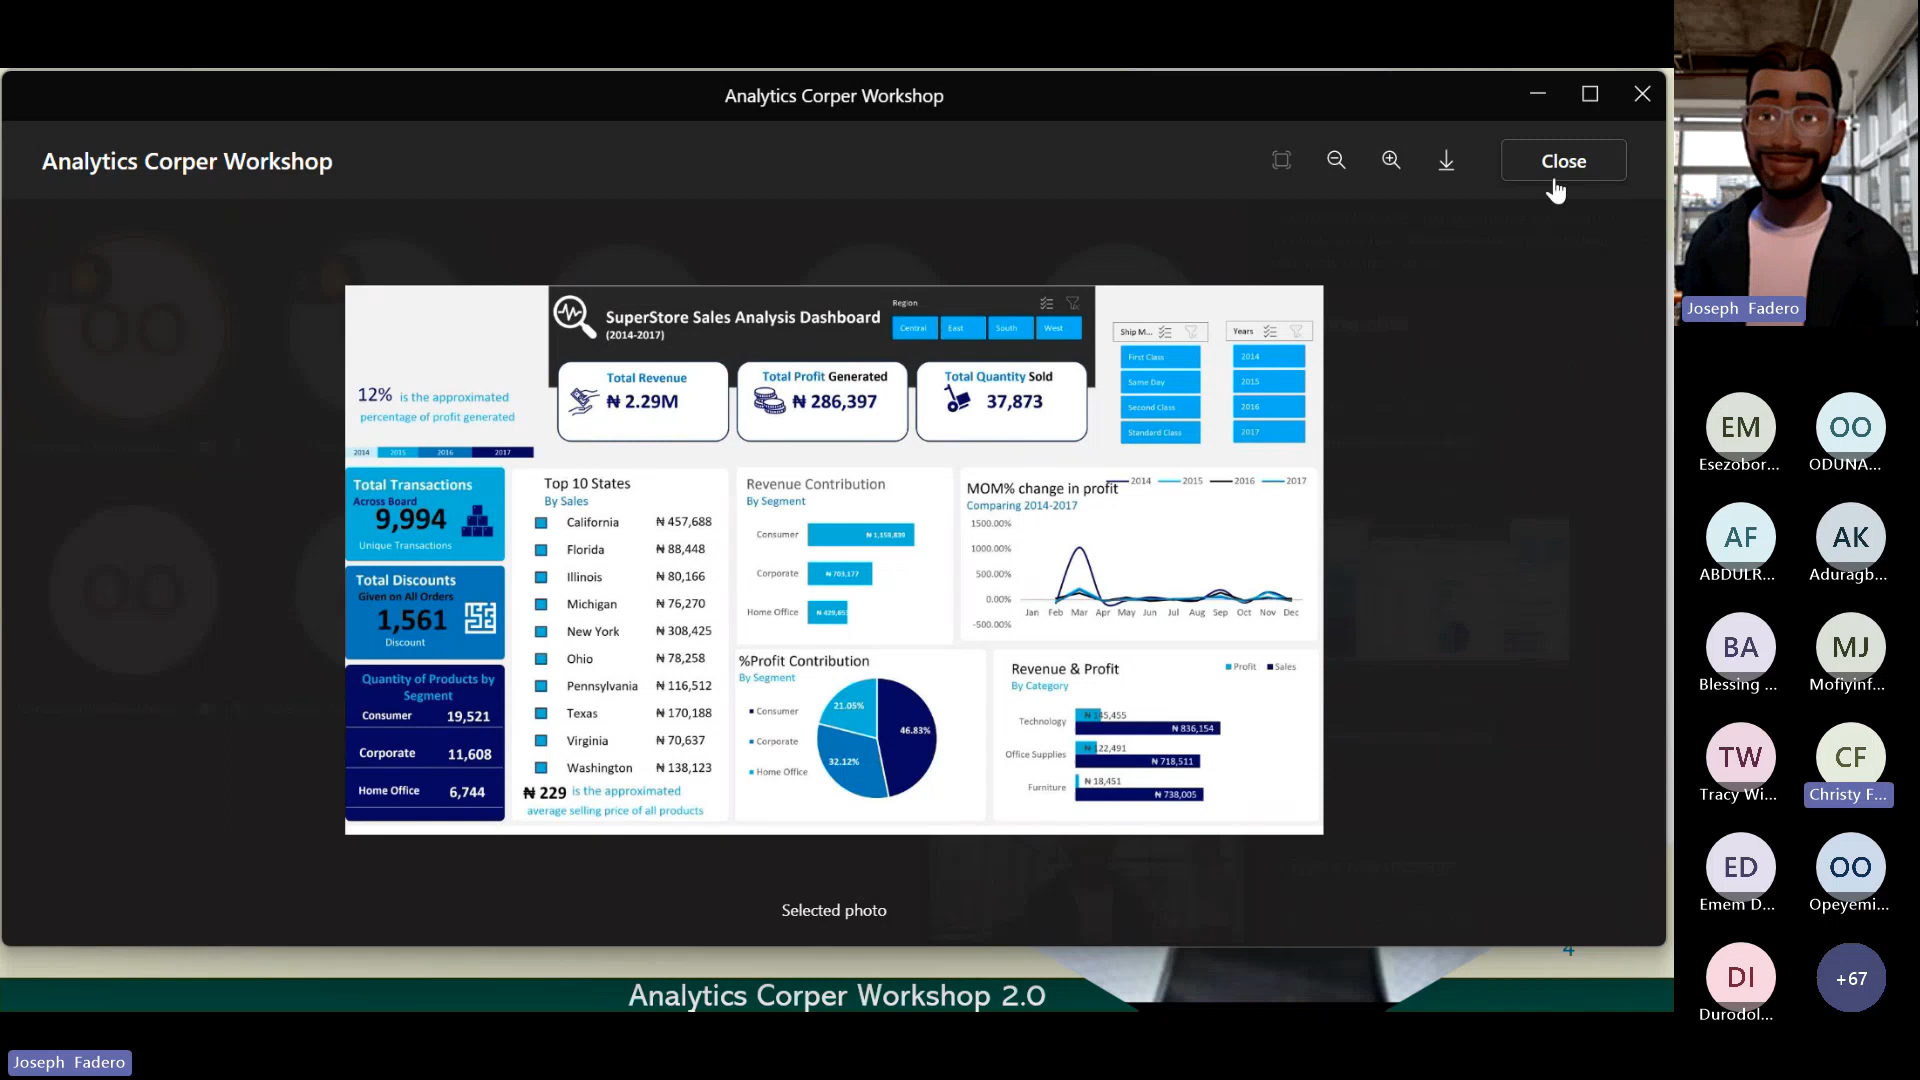 Analytics Corper Workshop
Analytics Corper Workshop
Close
SuperStore Sales Analysis Dashboard
(2014-2017)
Region
Central
East
South
West
Ship M...
First Class
Same Day
Second Class
Standard Class
Years
2014
2015
2016
2017
12% is the approximated
percentage of profit generated
Total Revenue
₦ 2.29M
Total Profit Generated
₦ 286,397
Total Quantity Sold
37,873
2014 2015 2016 2017
Total Transactions
Across Board
9,994
Unique Transactions
Total Discounts
Given on All Orders
1,561
Discount
Quantity of Products by
Segment
Consumer 19,521
Corporate 11,608
Home Office 6,744
Top 10 States
By Sales
California ₦ 457,688
Florida ₦ 88,448
Illinois ₦ 80,166
Michigan ₦ 76,270
New York ₦ 308,425
Ohio ₦ 78,258
Pennsylvania ₦ 116,512
Texas ₦ 170,188
Virginia ₦ 70,637
Washington ₦ 138,123
₦ 229 is the approximated
average selling price of all products
Revenue Contribution
By Segment
Consumer
Corporate ₦ 703,177
Home Office
MOM% change in profit
Comparing 2014-2017
2014 2015 2016 2017
1500.00%
1000.00%
500.00%
0.00%
-500.00%
Jan Feb Mar Apr May Jun Jul Aug Sep Oct Nov Dec
%Profit Contribution
By Segment
Consumer
Corporate
Home Office
21.05%
46.83%
32.12%
Revenue & Profit
By Category
Profit Sales
Technology ₦ 145,455
₦ 836,154
Office Supplies ₦ 122,491
₦ 718,511
Furniture ₦ 18,451
₦ 738,005
Selected photo
4
Analytics Corper Workshop 2.0
Joseph Fadero
Joseph Fadero
EM OO
Esezobor... ODUNA...
AF AK
ABDULR... Aduragb...
BA MJ
Blessing ... Mofiyinf...
TW CF
Tracy Wi... Christy F...
ED OO
Emem D... Opeyemi...
DI +67
Durodol...